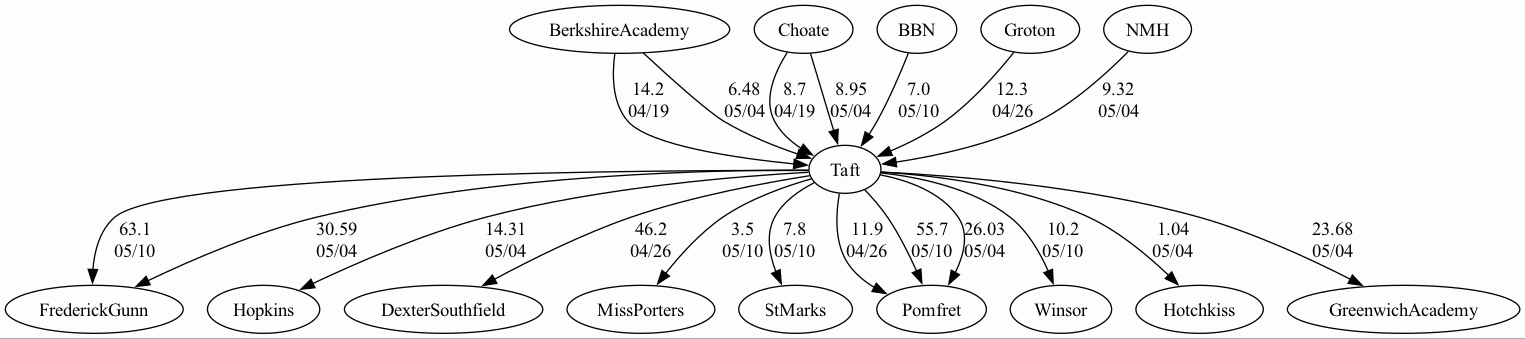 BerkshireAcademy
Choate
BBN
Groton
NMH
14.2
04/19
6.48
05/04
8.7
04/19
8.95
05/04
7.0
05/10
12.3
04/26
9.32
05/04
Taft
63.1
05/10
30.59
05/04
14.31
05/04
46.2
04/26
3.5
05/10
7.8
05/10
11.9
04/26
55.7
05/10
26.03
05/04
10.2
05/10
1.04
05/04
23.68
05/04
FrederickGunn
Hopkins
DexterSouthfield
MissPorters
StMarks
Pomfret
Winsor
Hotchkiss
GreenwichAcademy